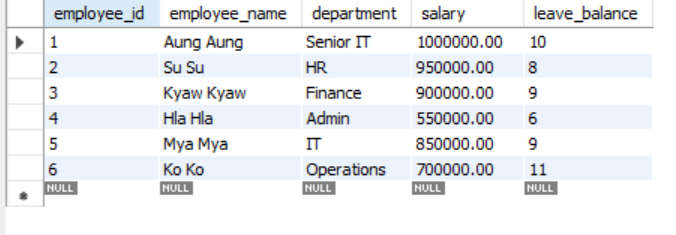 employee_id employee_name department salary leave_balance
1 Aung Aung Senior IT 1000000.00 10
2 Su Su HR 950000.00 8
3 Kyaw Kyaw Finance 900000.00 9
4 Hla Hla Admin 550000.00 6
5 Mya Mya IT 850000.00 9
6 Ko Ko Operations 700000.00 11
NULL NULL NULL NULL NULL